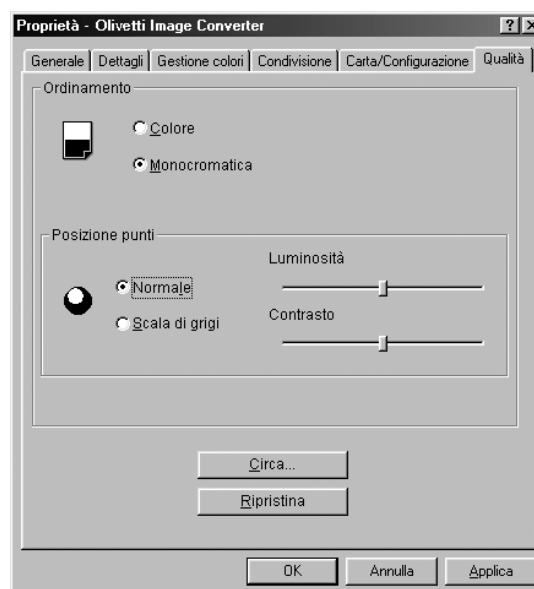 Proprietà - Olivetti Image Converter
Generale Dettagli Gestione colori Condivisione Carta/Configurazione Qualità
Ordinamento
Colore
Monocromatica
Posizione punti
Luminosità
Normale
Contrasto
Scala di grigi
Circa...
Ripristina
OK Annulla Applica